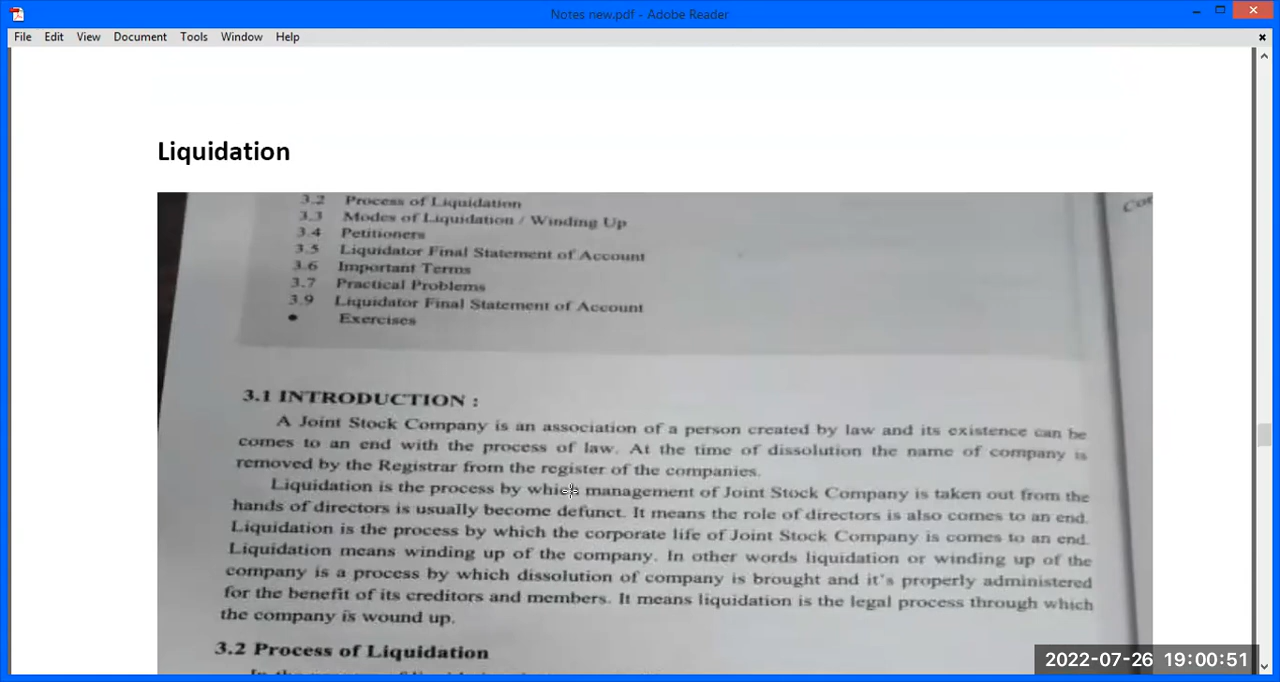 Notes new.pdf - Adobe Reader
File Edit View Document Tools Window Help
Liquidation
3.2 Process of Liquidation
3.3 Modes of Liquidation / Winding Up
3.4 Petitioners
3.5 Liquidator Final Statement of Account
3.6 Important Terms
3.7 Practical Problems
3.9 Liquidator Final Statement of Account
• Exercises
3.1 INTRODUCTION :
A Joint Stock Company is an association of a person created by law and its existence can be
comes to an end with the process of law. At the time of dissolution the name of company is
removed by the Registrar from the register of the companies.
Liquidation is the process by which management of Joint Stock Company is taken out from the
hands of directors is usually become defunct. It means the role of directors is also comes to an end.
Liquidation is the process by which the corporate life of Joint Stock Company is comes to an end.
Liquidation means winding up of the company. In other words liquidation or winding up of the
company is a process by which dissolution of company is brought and it's properly administered
for the benefit of its creditors and members. It means liquidation is the legal process through which
the company is wound up.
3.2 Process of Liquidation
2022-07-26 19:00:51